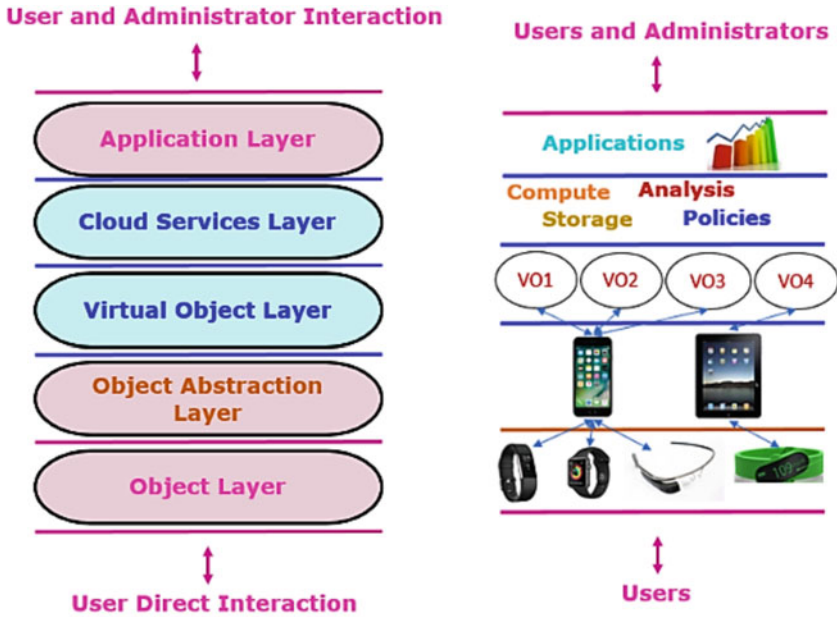 User and Administrator Interaction
Application Layer
Cloud Services Layer
Virtual Object Layer
Object Abstraction
Layer
Object Layer
User Direct Interaction
Users and Administrators
Applications
Compute
Analysis
Storage
Policies
VO1
VO2
VO3
VO4
109
Users